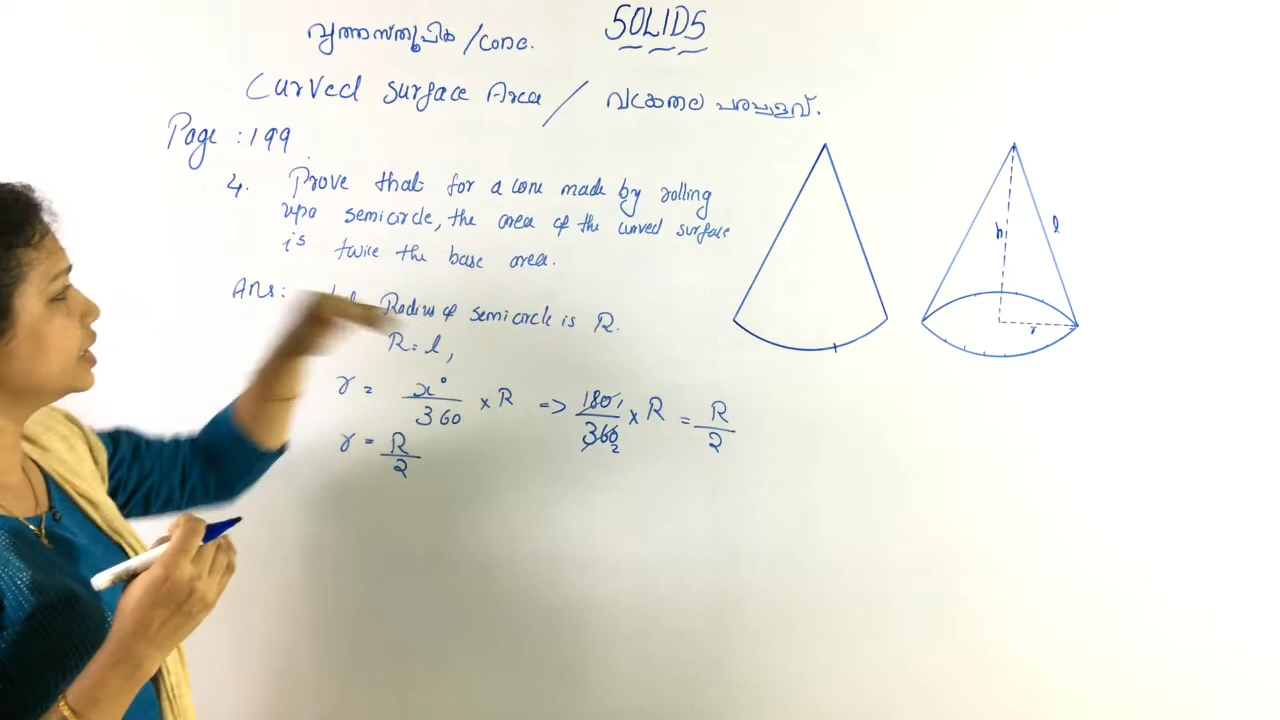 വൃത്തസ്തൂപിക /Cone. SOLIDS
Curved Surface Area / വക്രതല പരപ്പളവ്.
Page : 199
4. Prove that for a cone made by rolling
up a semicircle, the area of the curved surface
is twice the base area.
Ans: Radius of semicircle is R.
R = l,
r = x°/360 × R => 180/360 × R = R/2
r = R/2
h
l
r